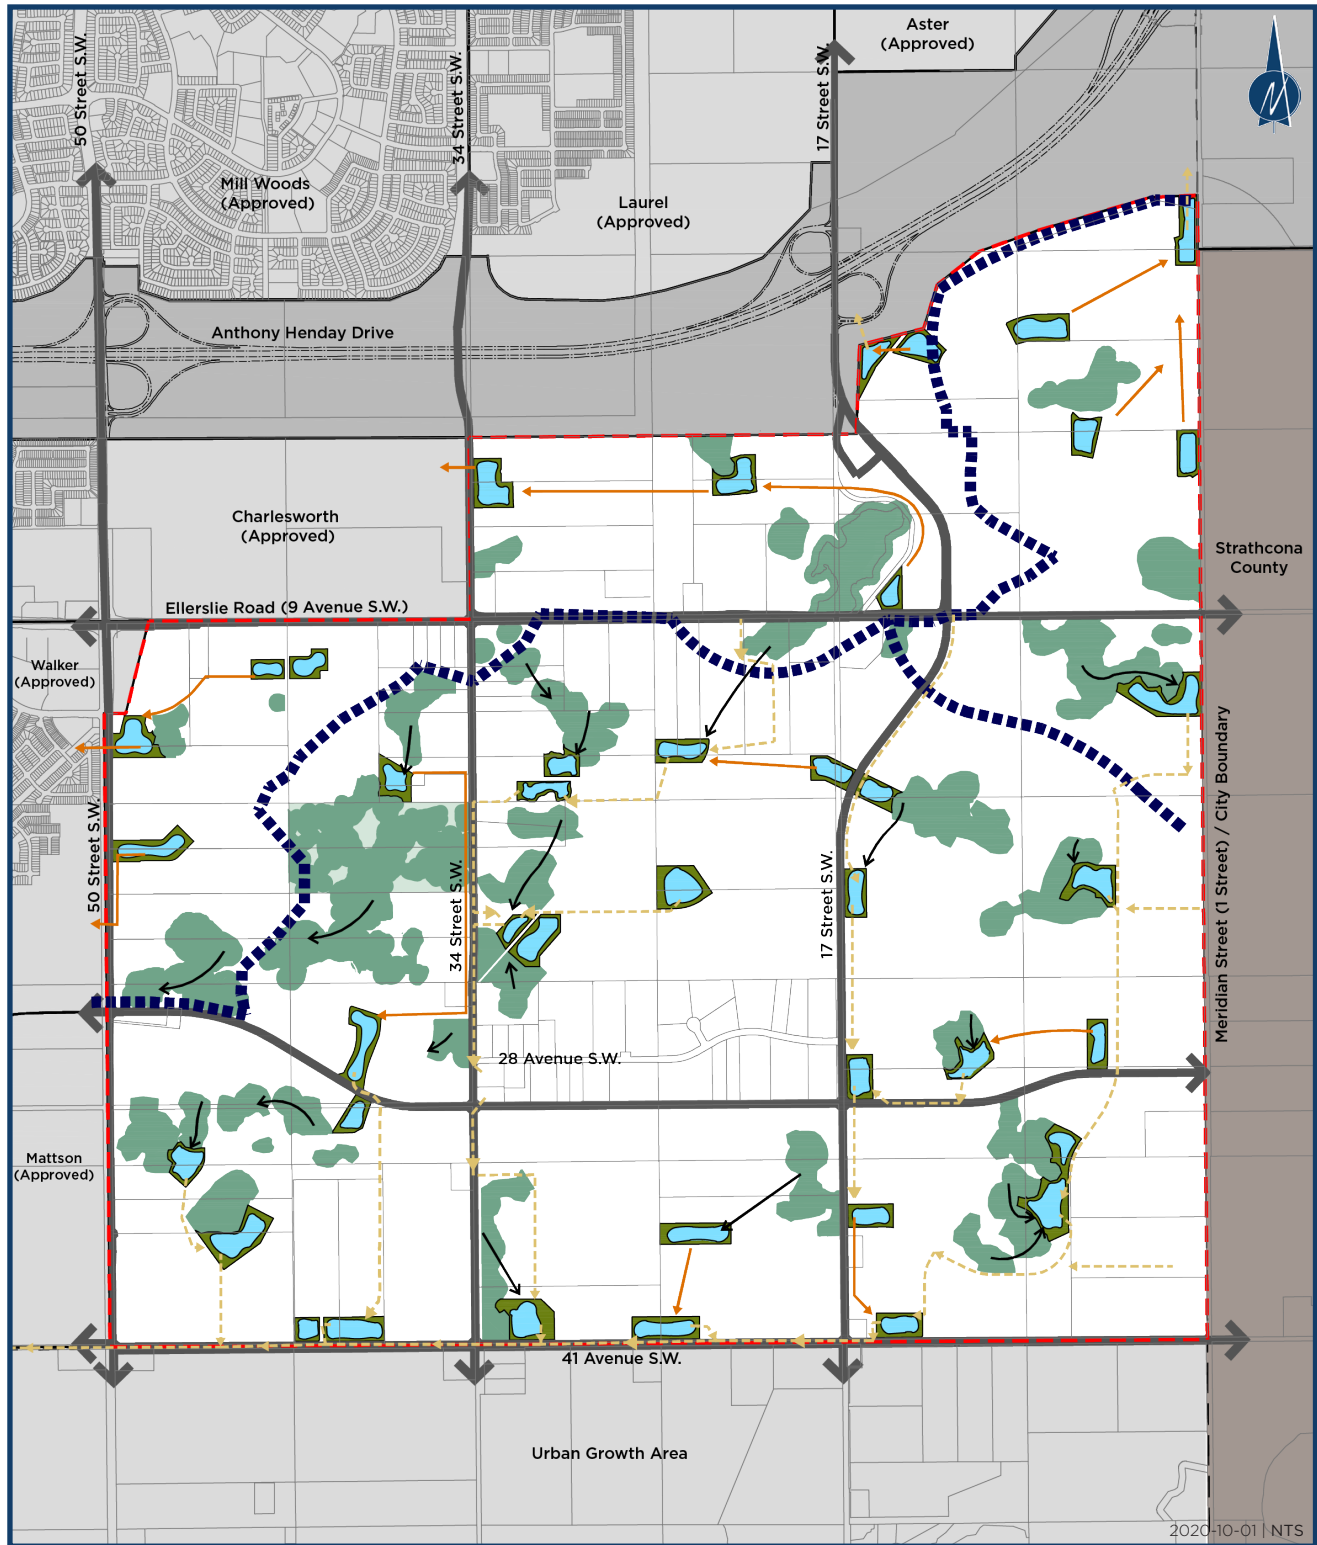 Aster
(Approved)
50 Street S.W.
34 Street S.W.
17 Street S.W.
Mill Woods
(Approved)
Laurel
(Approved)
Anthony Henday Drive
Charlesworth
(Approved)
Strathcona
County
Ellerslie Road (9 Avenue S.W.)
Walker
(Approved)
50 Street S.W.
34 Street S.W.
17 Street S.W.
Meridian Street (1 Street) / City Boundary
28 Avenue S.W.
Mattson
(Approved)
41 Avenue S.W.
Urban Growth Area
2020-10-01 | NTS